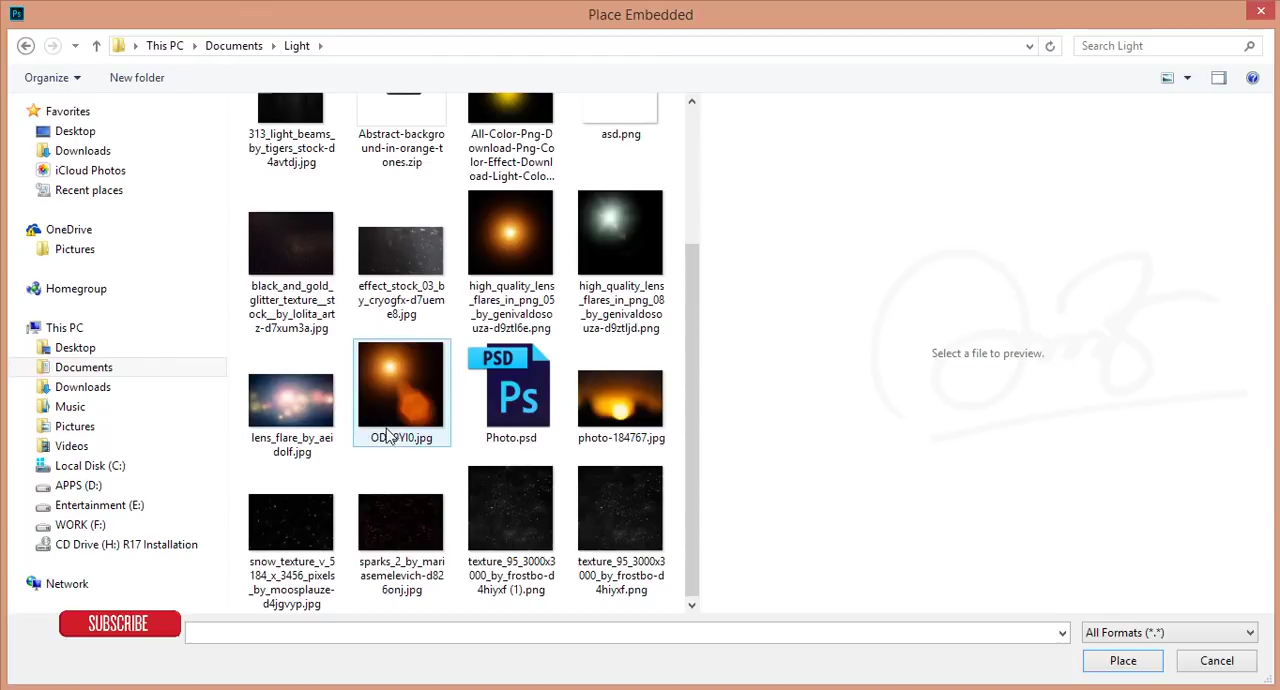 Ps
Place Embedded
This PC
Documents
Light
Search Light
Organize
New folder
Favorites
Desktop
Downloads
iCloud Photos
Recent places
OneDrive
Pictures
Homegroup
This PC
Desktop
Documents
Downloads
Music
Pictures
Videos
Local Disk (C:)
APPS (D:)
Entertainment (E:)
WORK (F:)
CD Drive (H:) R17 Installation
Network
313_light_beams_
by_tigers_stock-d
4avtdj.jpg
Abstract-backgro
und-in-orange-t
ones.zip
All-Color-Png-D
ownload-Png-Co
lor-Effect-Downl
oad-Light-Colo...
asd.png
black_and_gold_
glitter_texture__st
ock__by_lolita_art
z-d7xum3a.jpg
effect_stock_03_b
y_cryogfx-d7uem
e8.jpg
high_quality_lens
_flares_in_png_05
_by_genivaldosо
uza-d9ztl6e.png
high_quality_lens
_flares_in_png_08
_by_genivaldoso
uza-d9ztljd.png
lens_flare_by_aei
dolf.jpg
PSD
Ps
Photo.psd
photo-184767.jpg
snow_texture_v_5
184_x_3456_pixels
_by_moosplauze-
d4jgvyp.jpg
sparks_2_by_mari
asemelevich-d82
6onj.jpg
texture_95_3000x3
000_by_frostbo-d
4hiyxf (1).png
texture_95_3000x3
000_by_frostbo-d
4hiyxf.png
Select a file to preview.
SUBSCRIBE
All Formats (*.*)
Place
Cancel